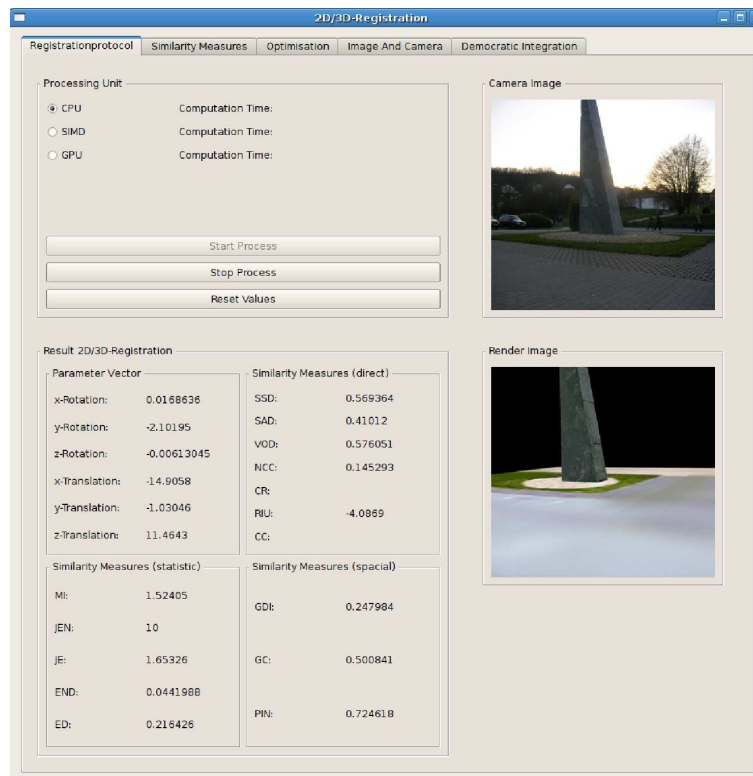 2D/3D-Registration
Registrationprotocol Similarity Measures Optimisation Image And Camera Democratic Integration
Processing Unit
CPU Computation Time:
SIMD Computation Time:
GPU Computation Time:
Start Process
Stop Process
Reset Values
Camera Image
Result 2D/3D-Registration
Parameter Vector
x-Rotation: 0.0168636
y-Rotation: -2.10195
z-Rotation: -0.00613045
x-Translation: -14.9058
y-Translation: -1.03046
z-Translation: 11.4643
Similarity Measures (direct)
SSD: 0.569364
SAD: 0.41012
VOD: 0.576051
NCC: 0.145293
CR:
RIU: -4.0869
CC:
Similarity Measures (statistic)
MI: 1.52405
JEN: 10
JE: 1.65326
END: 0.0441988
ED: 0.216426
Similarity Measures (spacial)
GDI: 0.247984
GC: 0.500841
PIN: 0.724618
Render Image